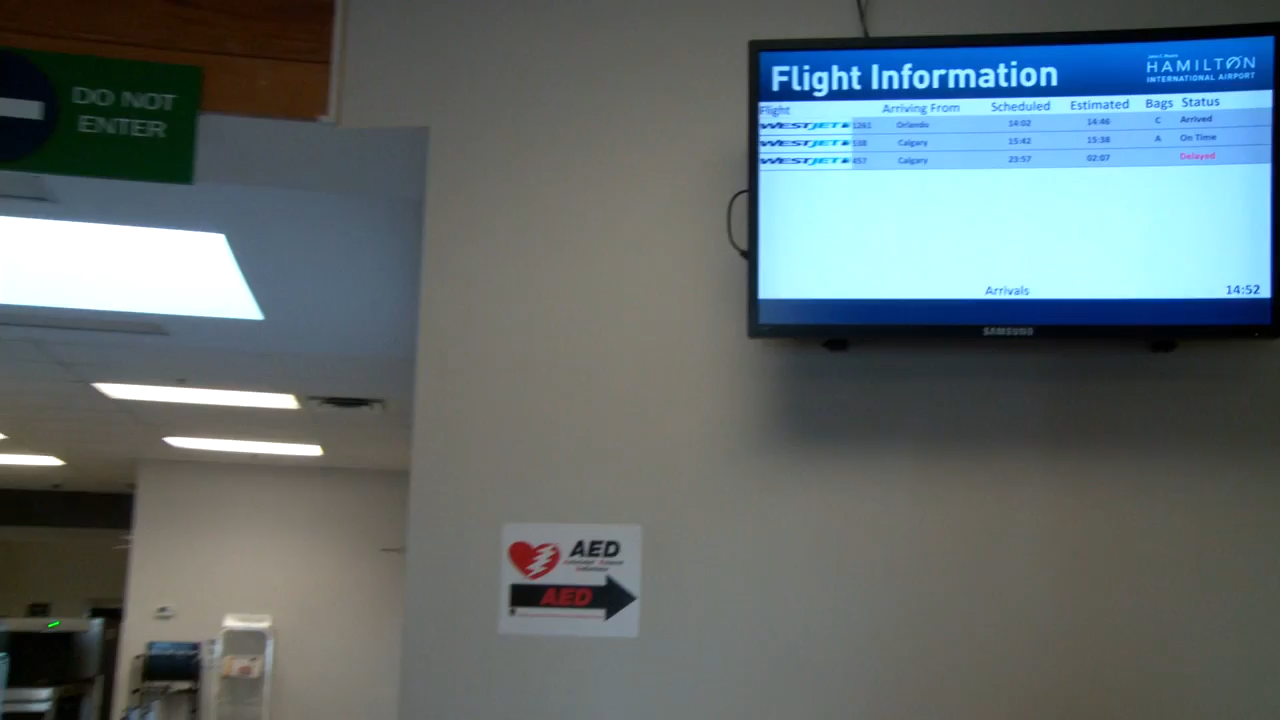 DO NOT
ENTER
Flight Information
HAMILTON
INTERNATIONAL AIRPORT
Flight Arriving From Scheduled Estimated Bags Status
WESTJET 1261 Orlando 14:02 14:46 C Arrived
WESTJET 538 Calgary 15:42 15:38 A On Time
WESTJET 457 Calgary 23:57 02:07 Delayed
Arrivals 14:52
SAMSUNG
AED
AED